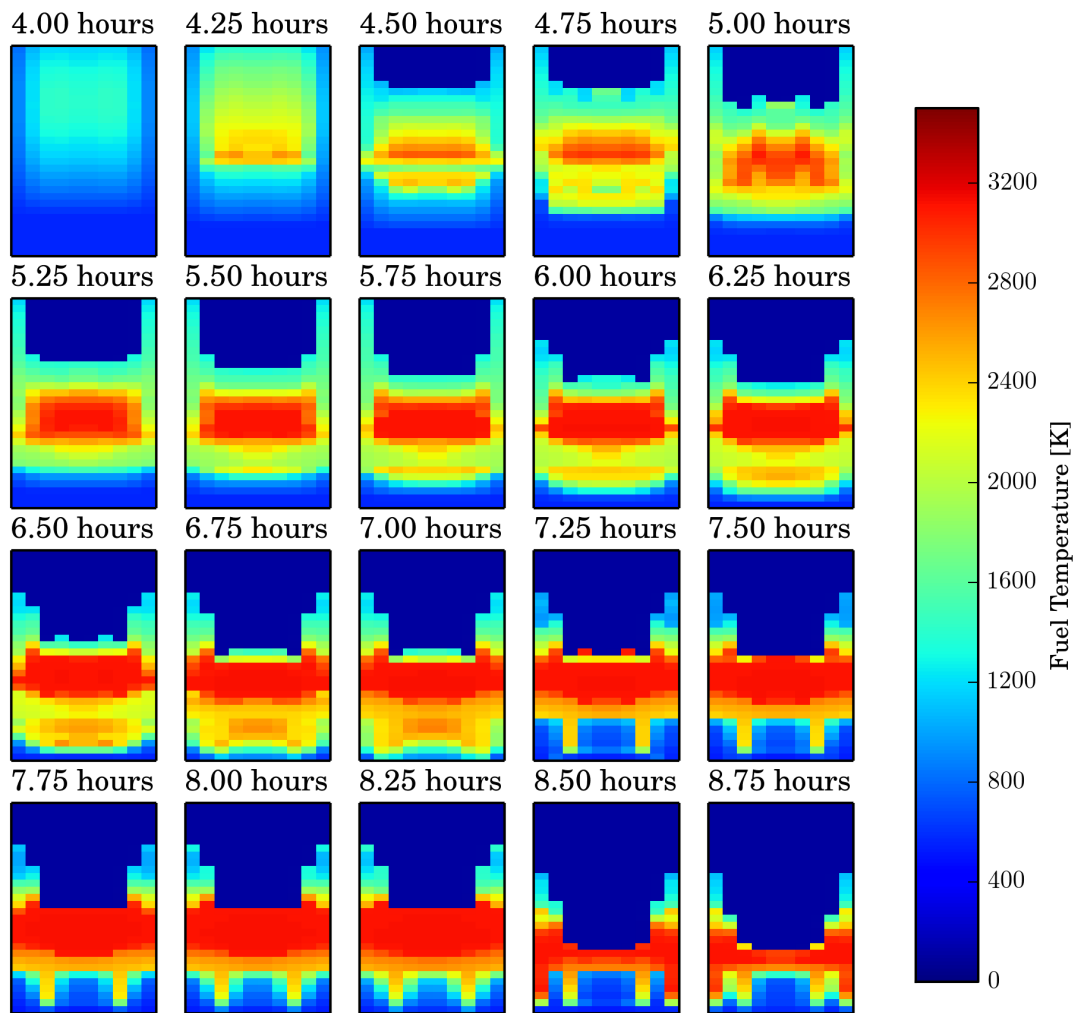 4.00 hours 4.25 hours 4.50 hours 4.75 hours 5.00 hours
5.25 hours 5.50 hours 5.75 hours 6.00 hours 6.25 hours
6.50 hours 6.75 hours 7.00 hours 7.25 hours 7.50 hours
7.75 hours 8.00 hours 8.25 hours 8.50 hours 8.75 hours
3200
2800
2400
2000
1600
1200
800
400
0
Fuel Temperature [K]